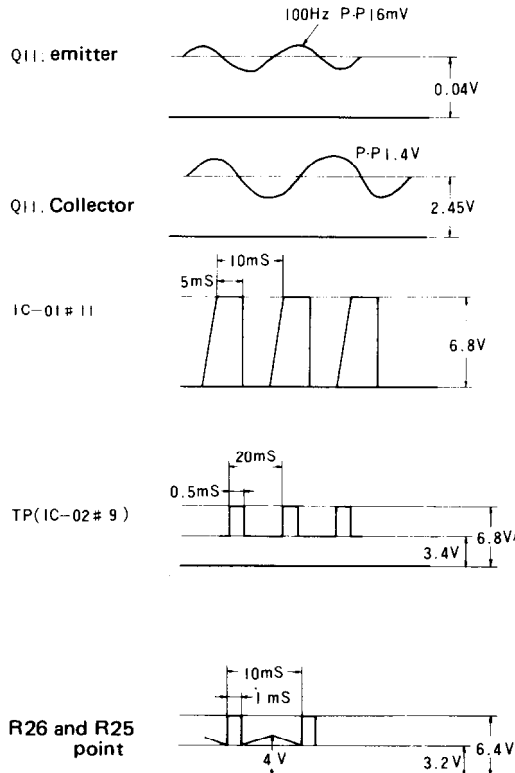 100Hz P-P16mV
Q11. emitter
0.04V
P-P1.4V
Q11. Collector
2.45V
10mS
5mS
IC-01# 11
6.8V
20mS
0.5mS
TP(IC-02# 9)
6.8V
3.4V
10mS
1mS
R26 and R25
point
4V
6.4V
3.2V